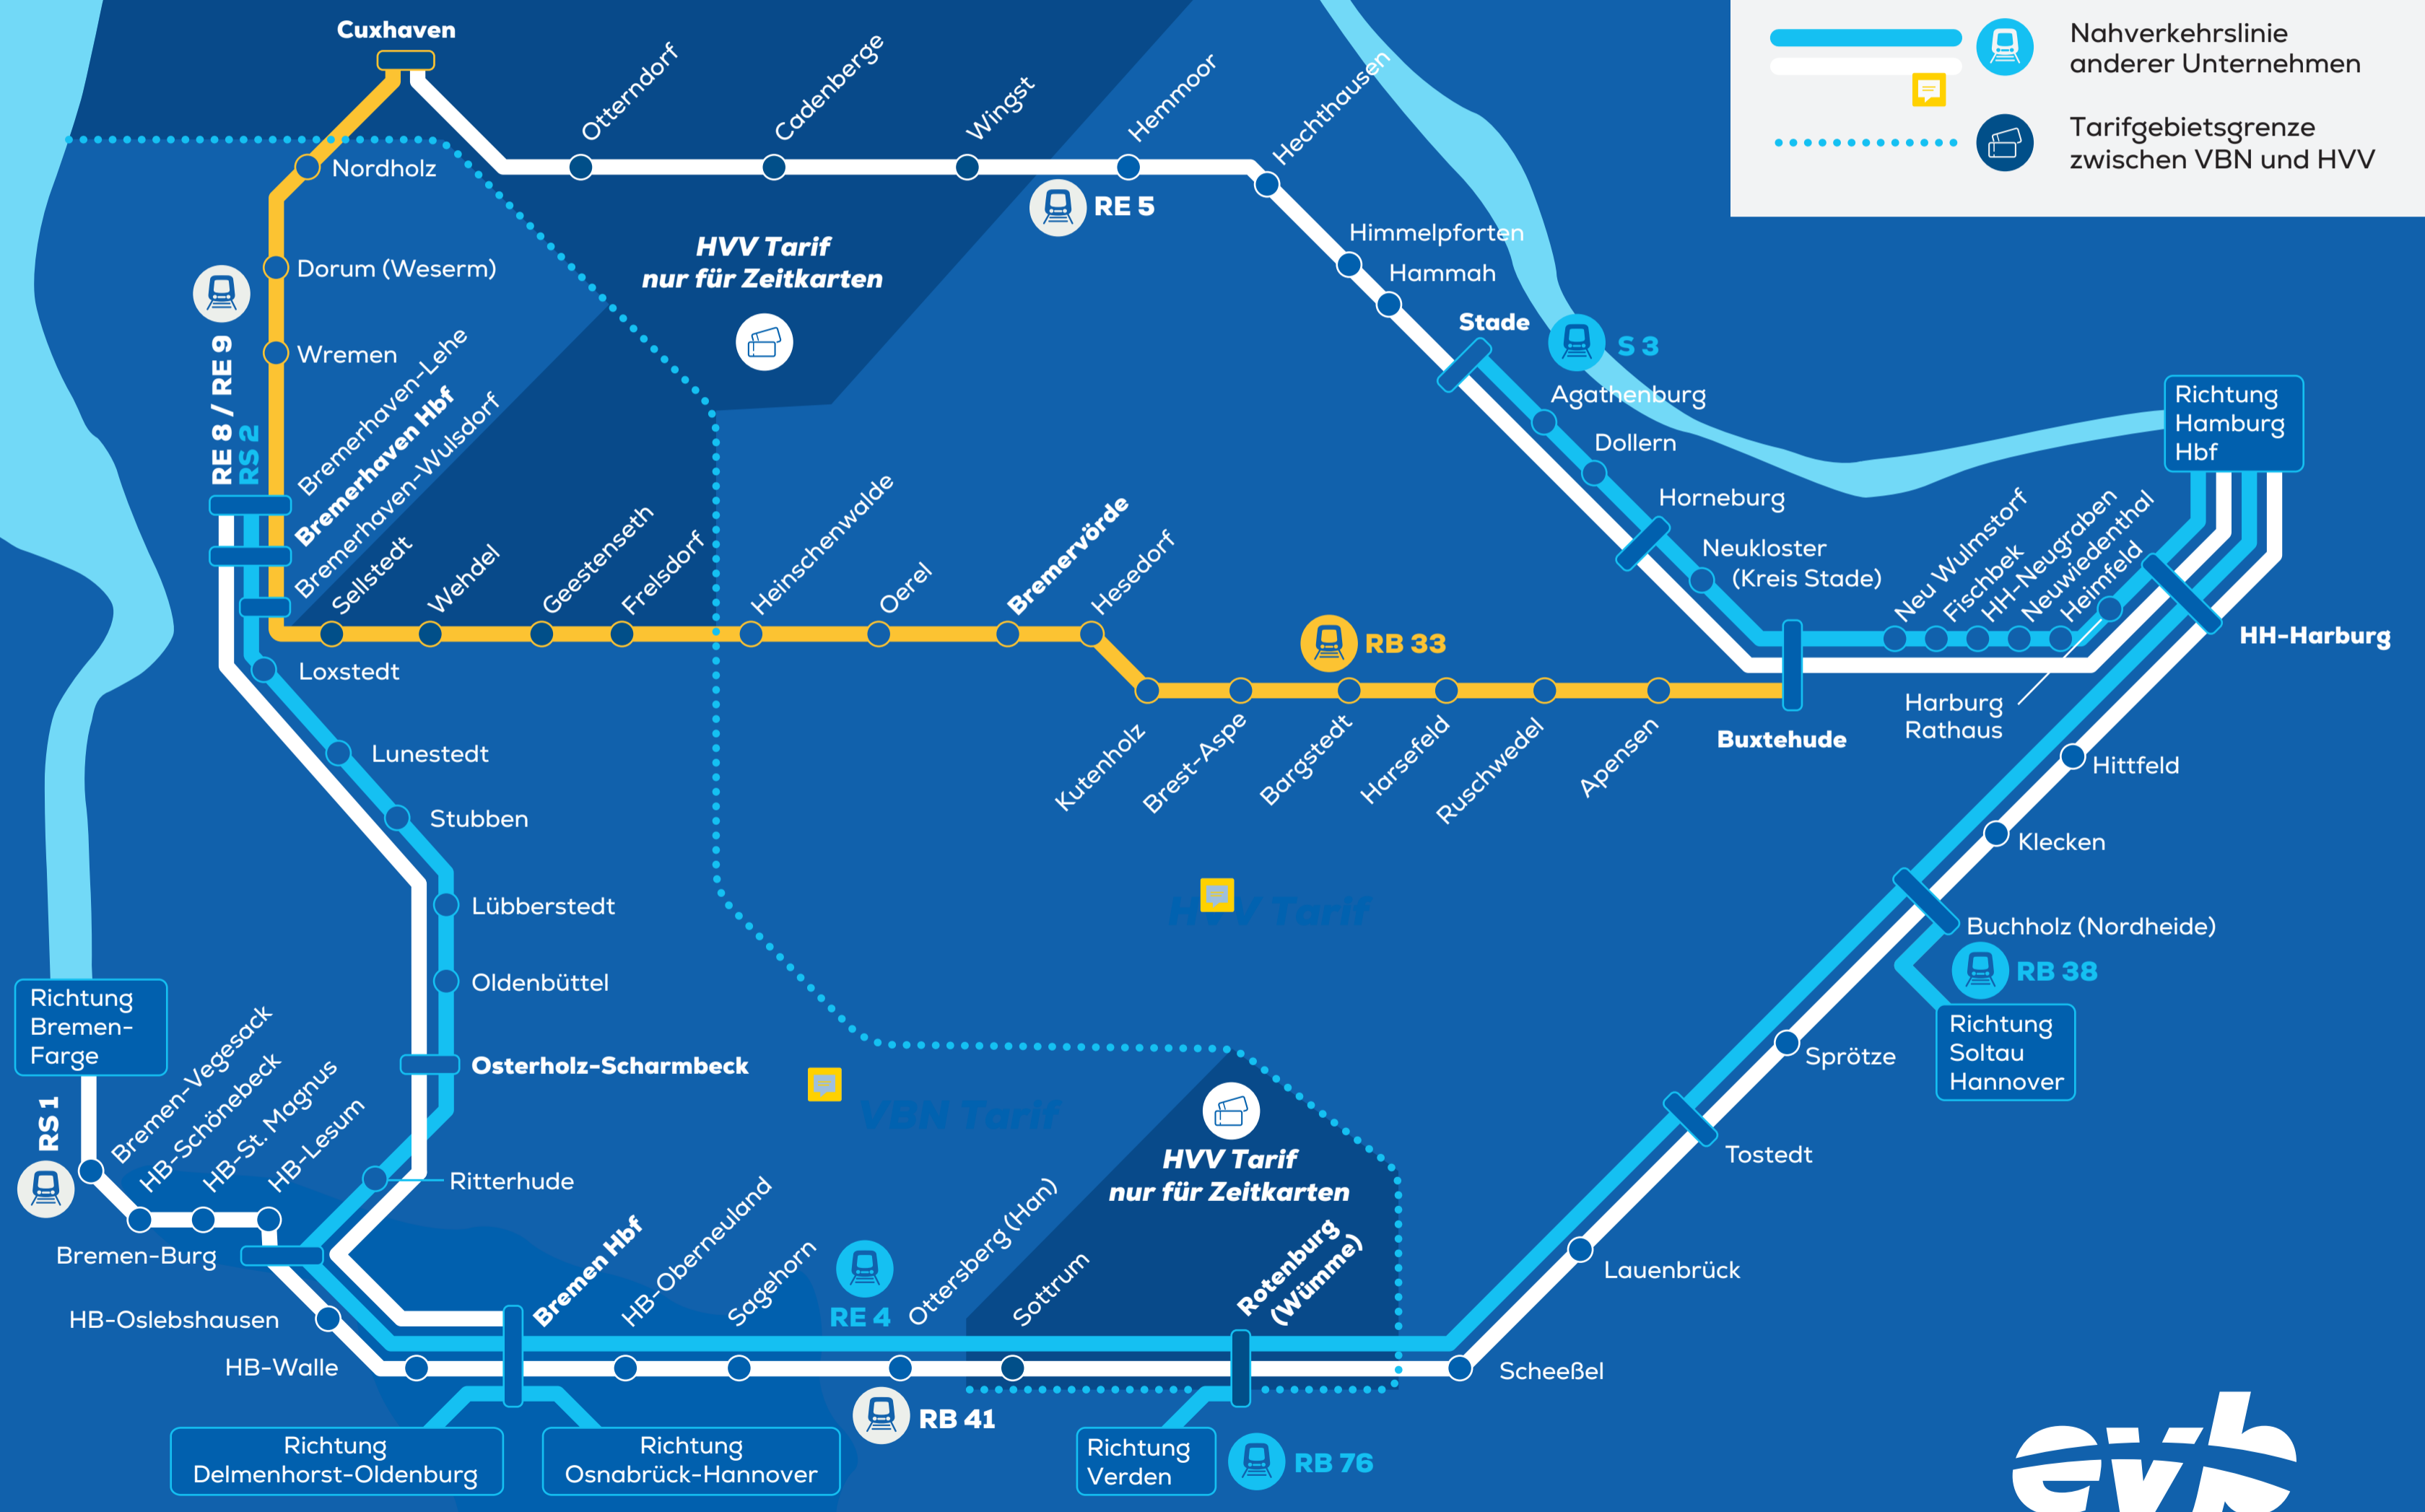 Cuxhaven
Otterndorf
Cadenberge
Wingst
Hemmoor
Hechthausen
Nahverkehrslinie
anderer Unternehmen
Tarifgebietsgrenze
zwischen VBN und HVV
Nordholz
RE 5
Himmelpforten
Hammah
HVV Tarif
nur für Zeitkarten
Dorum (Weserm)
Wremen
Stade
S 3
RE 8 / RE 9
RS 2
Bremerhaven-Lehe
Bremerhaven Hbf
Bremerhaven-Wulsdorf
Agathenburg
Dollern
Horneburg
Neukloster
(Kreis Stade)
Richtung
Hamburg
Hbf
Sellstedt
Wehdel
Geestenseth
Frelsdorf
Heinschenwalde
Oerel
Bremervörde
Hesedorf
Neu Wulmstorf
Fischbek
HH-Neugraben
Neuwiedenthal
Heimfeld
HH-Harburg
RB 33
Loxstedt
Harburg
Rathaus
Kutenholz
Brest-Aspe
Bargstedt
Harsefeld
Ruschwedel
Apensen
Buxtehude
Lunestedt
Hittfeld
Stubben
Klecken
Lübberstedt
HVV Tarif
Buchholz (Nordheide)
RB 38
Oldenbüttel
Richtung
Bremen-
Farge
Richtung
Soltau
Hannover
Osterholz-Scharmbeck
Sprötze
VBN Tarif
RS 1
Bremen-Vegesack
HB-Schönebeck
HB-St. Magnus
HB-Lesum
Ritterhude
HVV Tarif
nur für Zeitkarten
Tostedt
Bremen-Burg
Bremen Hbf
HB-Oberneuland
Sagehorn
RE 4
Ottersberg (Han)
Sottrum
Rotenburg
(Wümme)
Lauenbrück
HB-Oslebshausen
HB-Walle
Scheeßel
RB 41
Richtung
Delmenhorst-Oldenburg
Richtung
Osnabrück-Hannover
Richtung
Verden
RB 76
evb